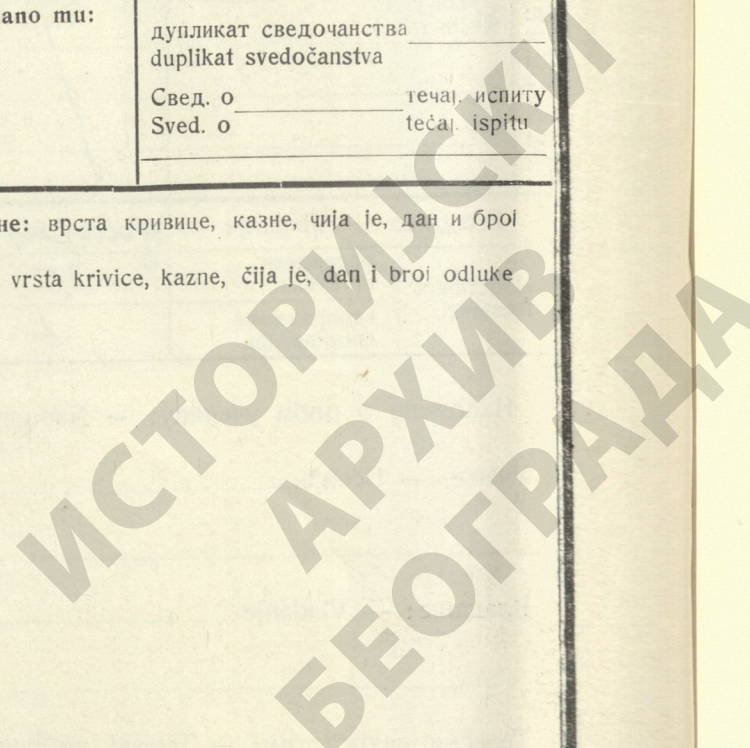 ano mu:
дупликат сведочанства
duplikat svedočanstva
Свед. о течај. испиту
Sved. o tečaj. ispitu
не: врста кривице, казне, чија је, дан и број
vrsta krivice, kazne, čija je, dan i broj odluke
ИСТОРИЈСКИ
АРХИВ
БЕОГРАДА